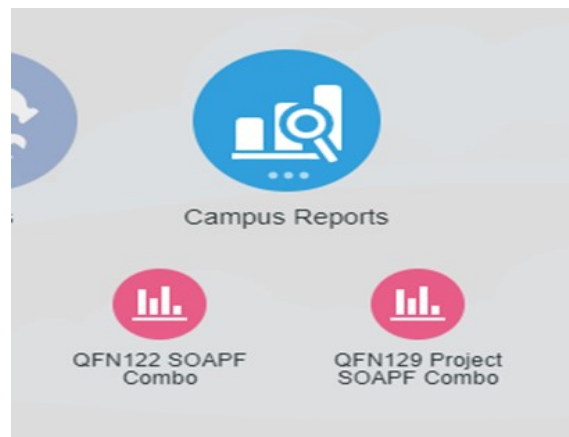 Campus Reports
QFN122 SOAPF
Combo
QFN129 Project
SOAPF Combo